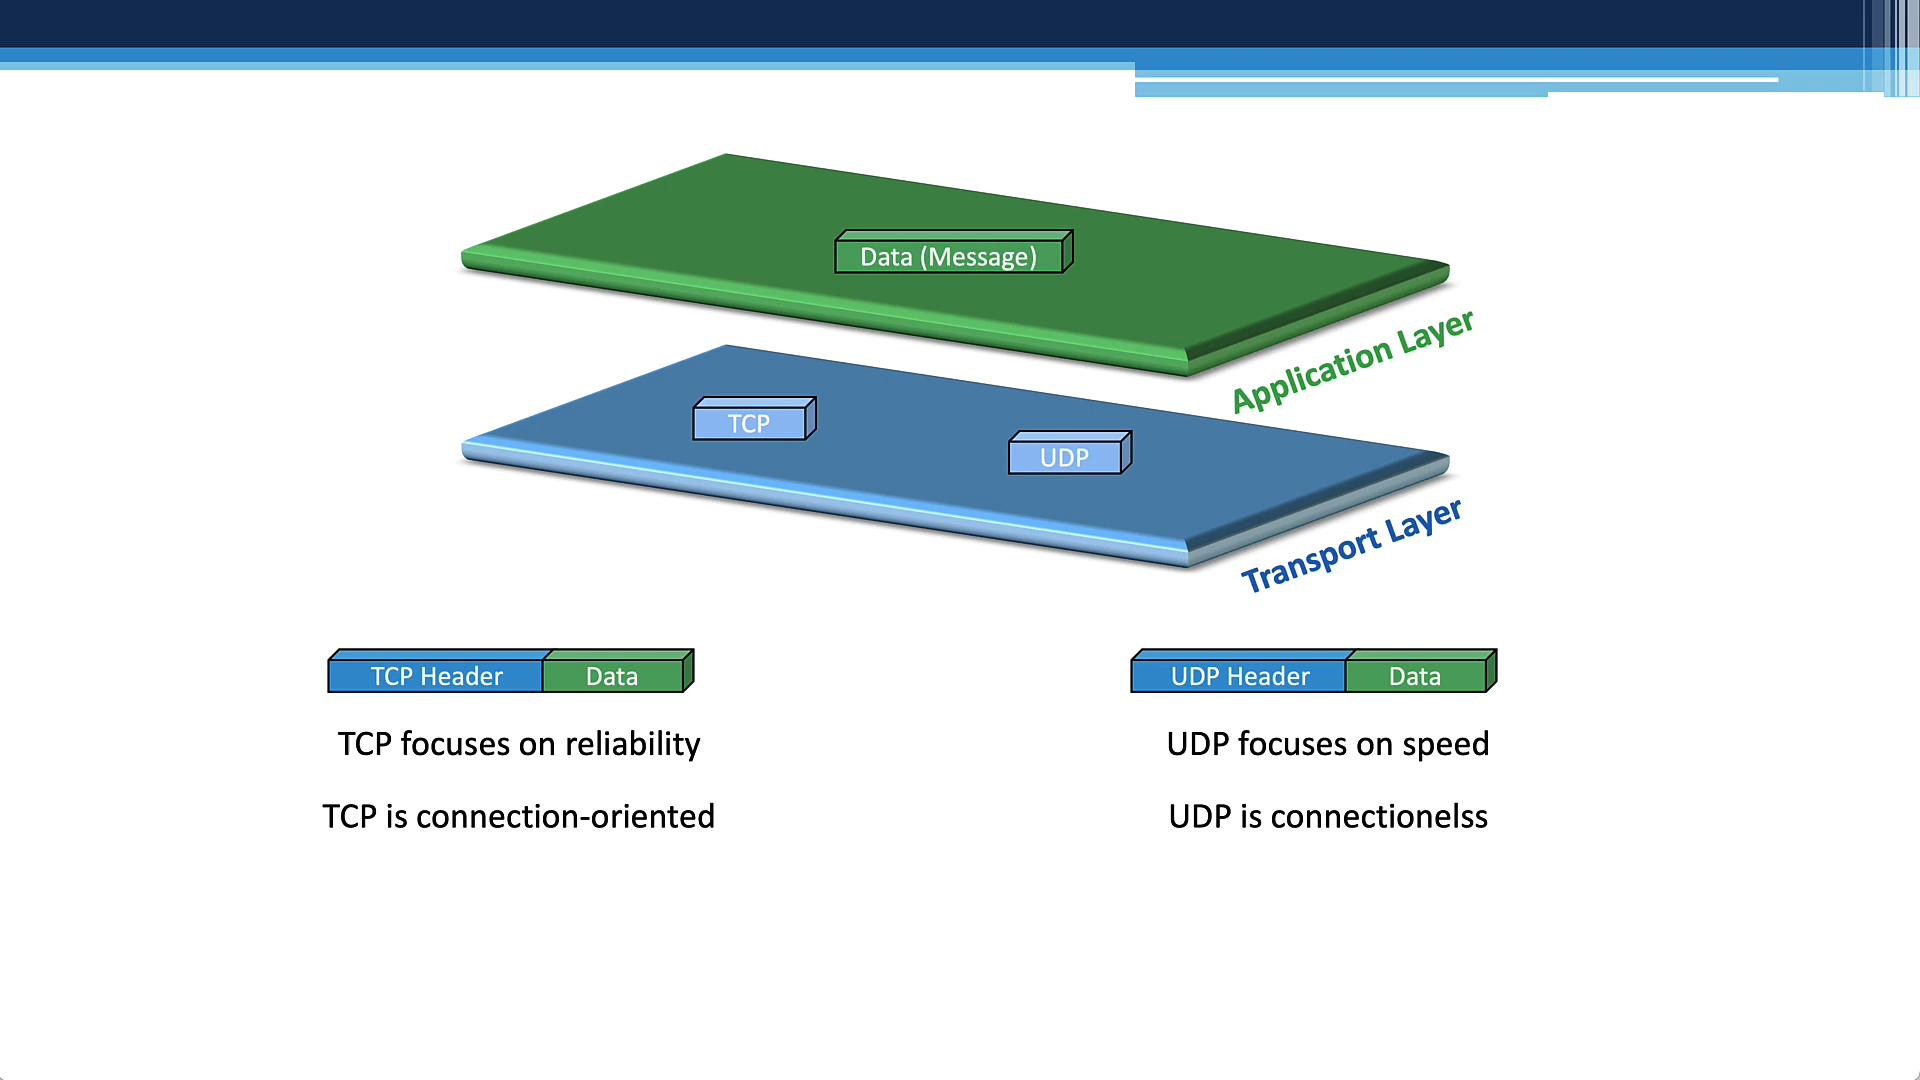 Data (Message)
Application Layer
TCP
UDP
Transport Layer
TCP Header Data
UDP Header Data
TCP focuses on reliability
UDP focuses on speed
TCP is connection-oriented
UDP is connectionelss